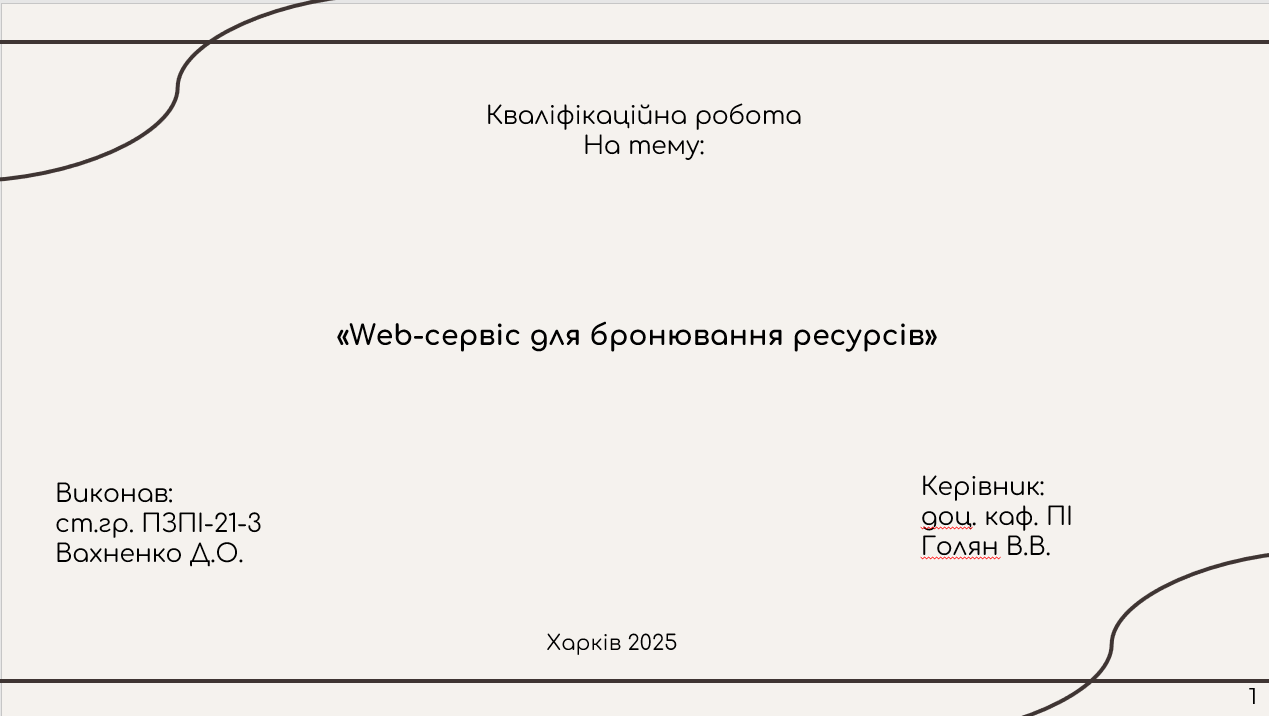 Кваліфікаційна робота
На тему:
«Web-сервіс для бронювання ресурсів»
Виконав:
ст.гр. ПЗПІ-21-3
Вахненко Д.О.
Керівник:
доц. каф. ПІ
Голян В.В.
Харків 2025
1